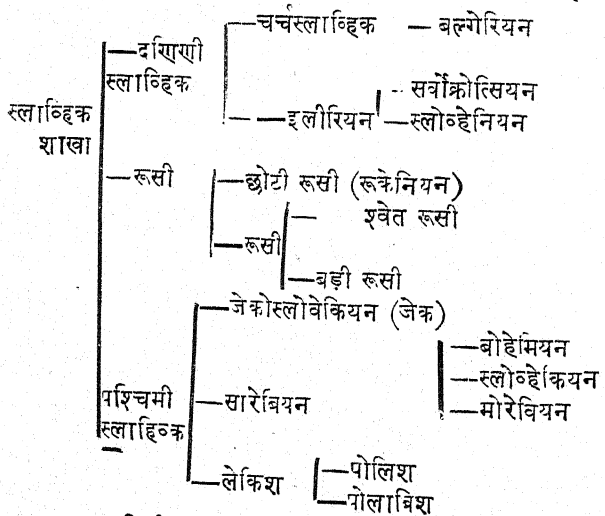 चर्चस्लाव्हिक — बल्गेरियन
— दक्षिणी
स्लाव्हिक
सर्वोक्रोत्सियन
— इलीरियन — स्लोव्हेनियन
स्लाव्हिक
शाखा
— रूसी
— छोटी रूसी (रूकेनियन)
— श्वेत रूसी
— रूसी
— बड़ी रूसी
— जेकोस्लोवेकियन (जेक)
— बोहेमियन
— स्लोव्हेकियन
— मोरेवियन
पश्चिमी
स्लाहिव्क
— सारेबियन
— लेकिश
— पोलिश
— पोलाबिश